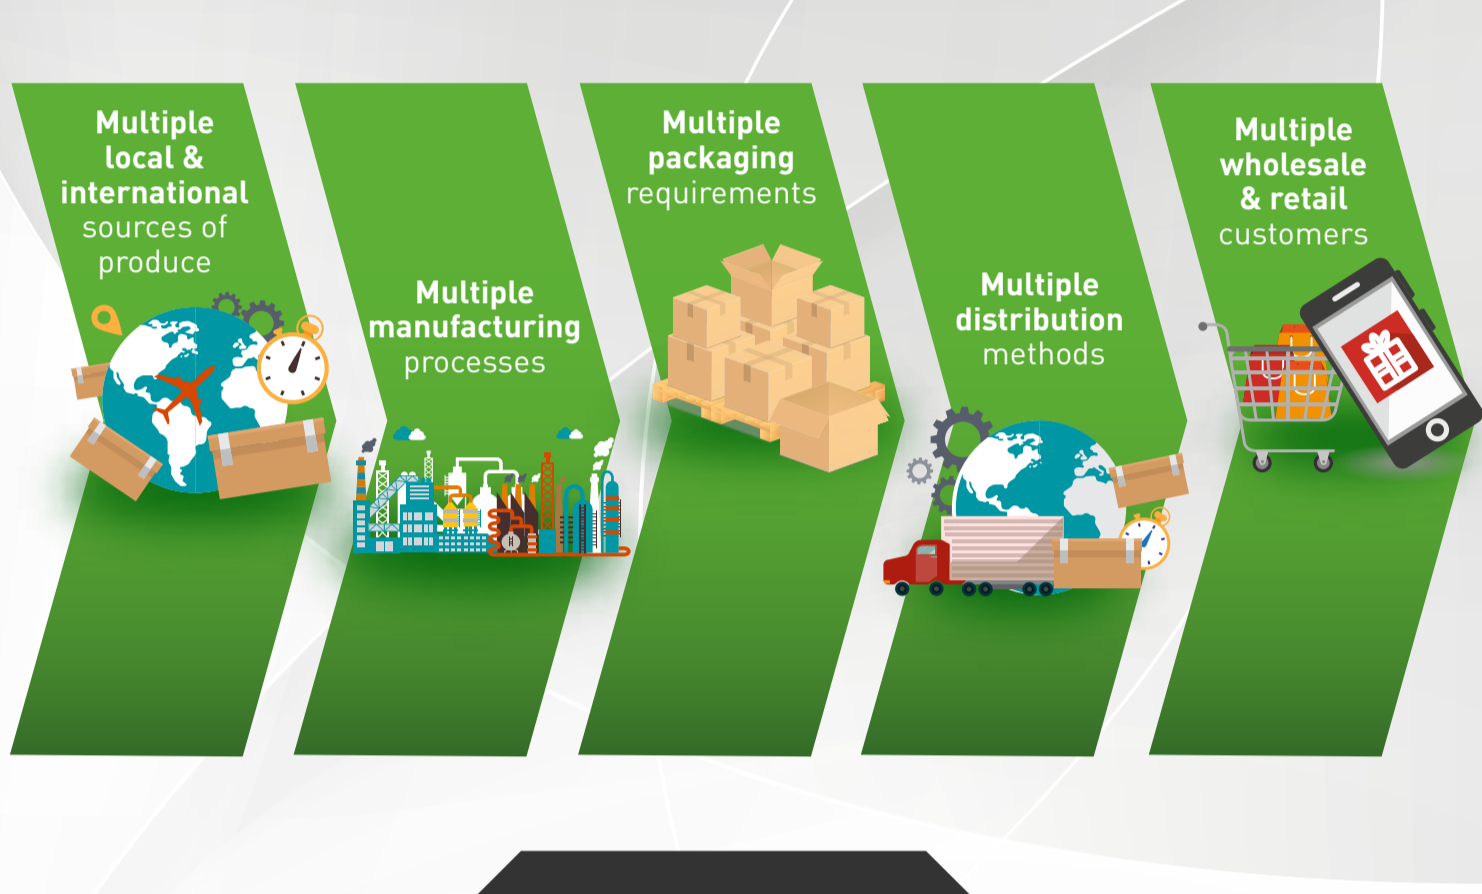 Multiple
local &
international
sources of
produce
Multiple
manufacturing
processes
Multiple
packaging
requirements
Multiple
distribution
methods
Multiple
wholesale
& retail
customers